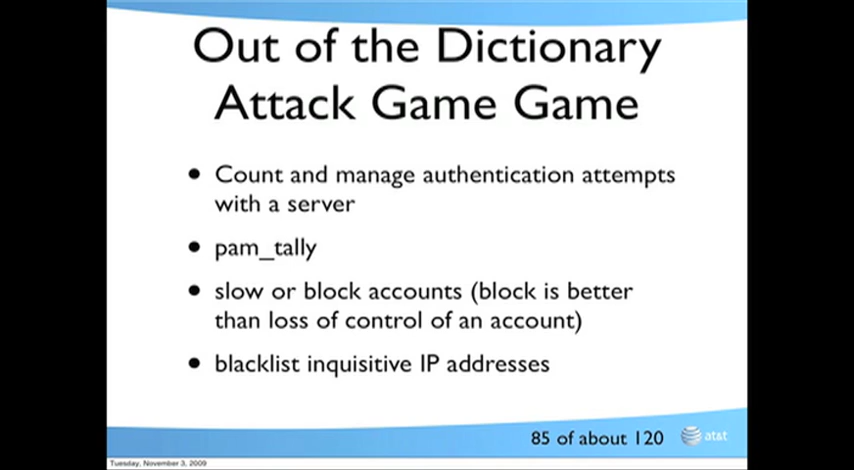 Out of the Dictionary
Attack Game Game
• Count and manage authentication attempts
with a server
• pam_tally
• slow or block accounts (block is better
than loss of control of an account)
• blacklist inquisitive IP addresses
85 of about 120
at&t
Tuesday, November 3, 2009